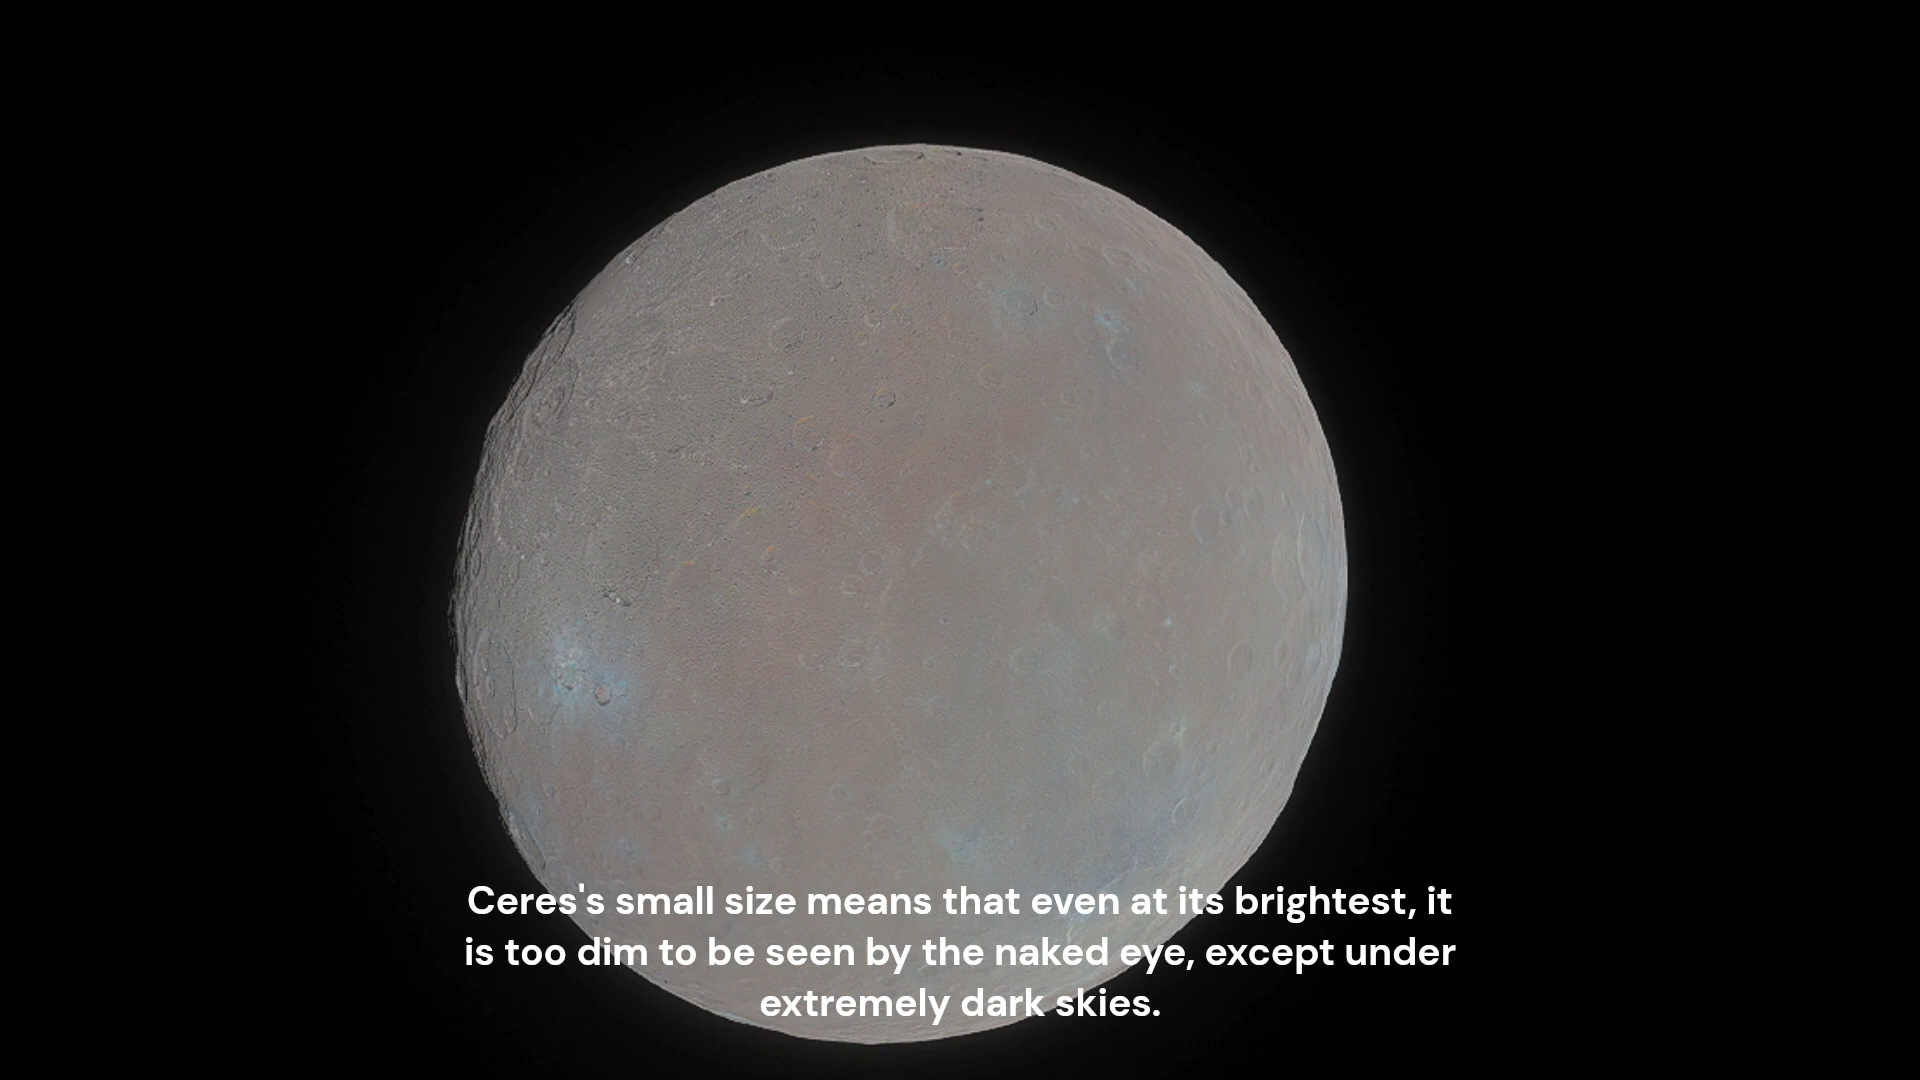 Ceres's small size means that even at its brightest, it
is too dim to be seen by the naked eye, except under
extremely dark skies.